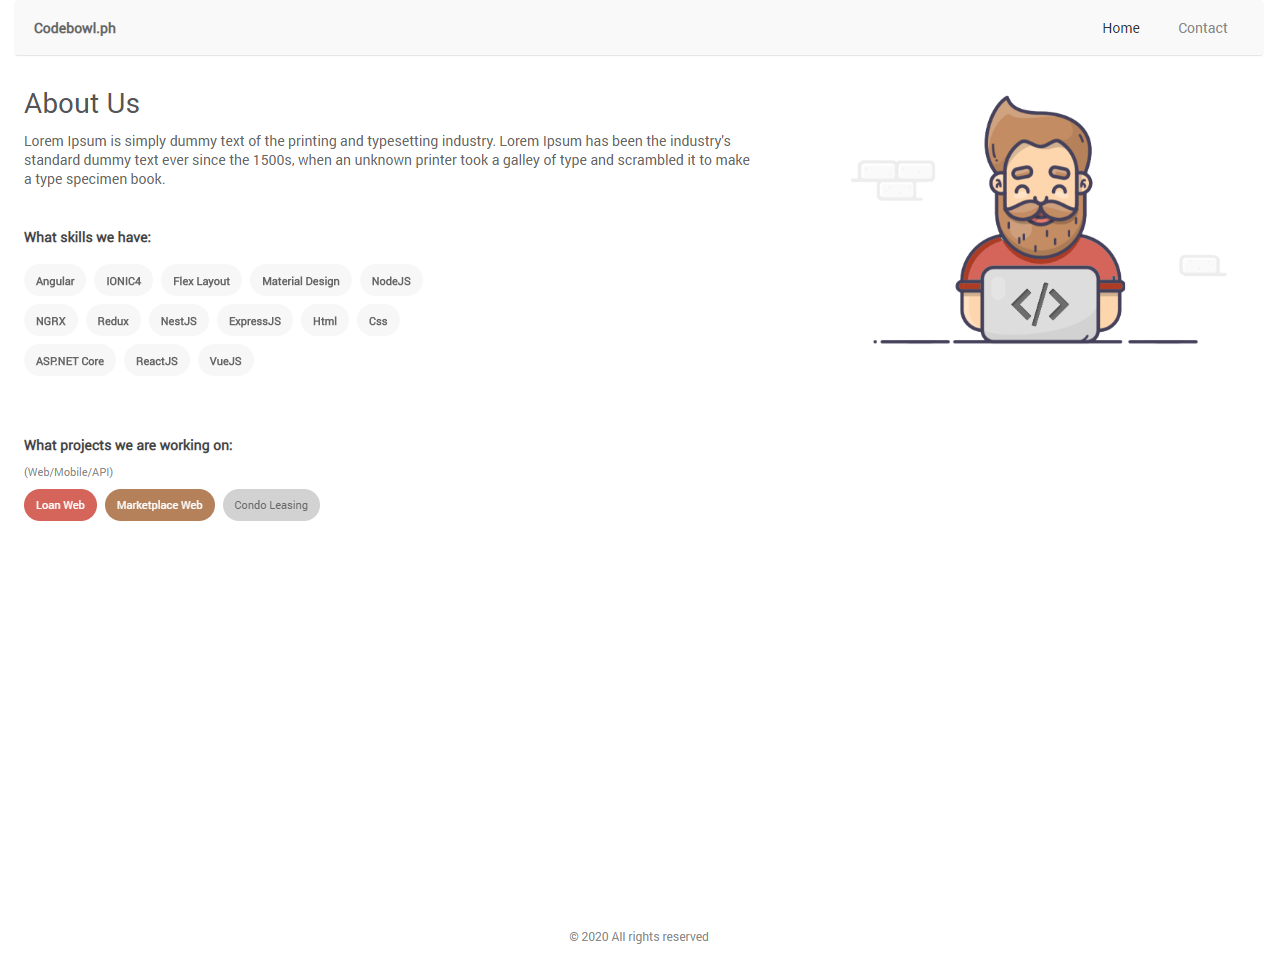 Codebowl.ph
Home
Contact
About Us
Lorem Ipsum is simply dummy text of the printing and typesetting industry. Lorem Ipsum has been the industry's
standard dummy text ever since the 1500s, when an unknown printer took a galley of type and scrambled it to make
a type specimen book.
What skills we have:
Angular
IONIC4
Flex Layout
Material Design
NodeJS
NGRX
Redux
NestJS
ExpressJS
Html
Css
ASP.NET Core
ReactJS
VueJS
What projects we are working on:
(Web/Mobile/API)
Loan Web
Marketplace Web
Condo Leasing
</>
© 2020 All rights reserved